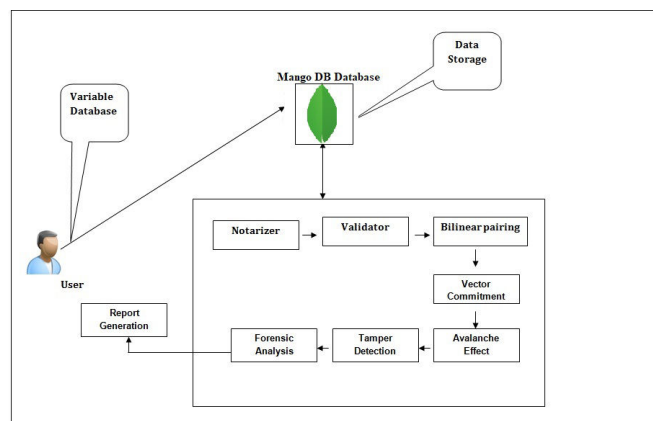 Data
Storage
Mango DB Database
Variable
Database
User
Notarizer
Validator
Bilinear pairing
Vector
Commitment
Avalanche
Effect
Tamper
Detection
Forensic
Analysis
Report
Generation